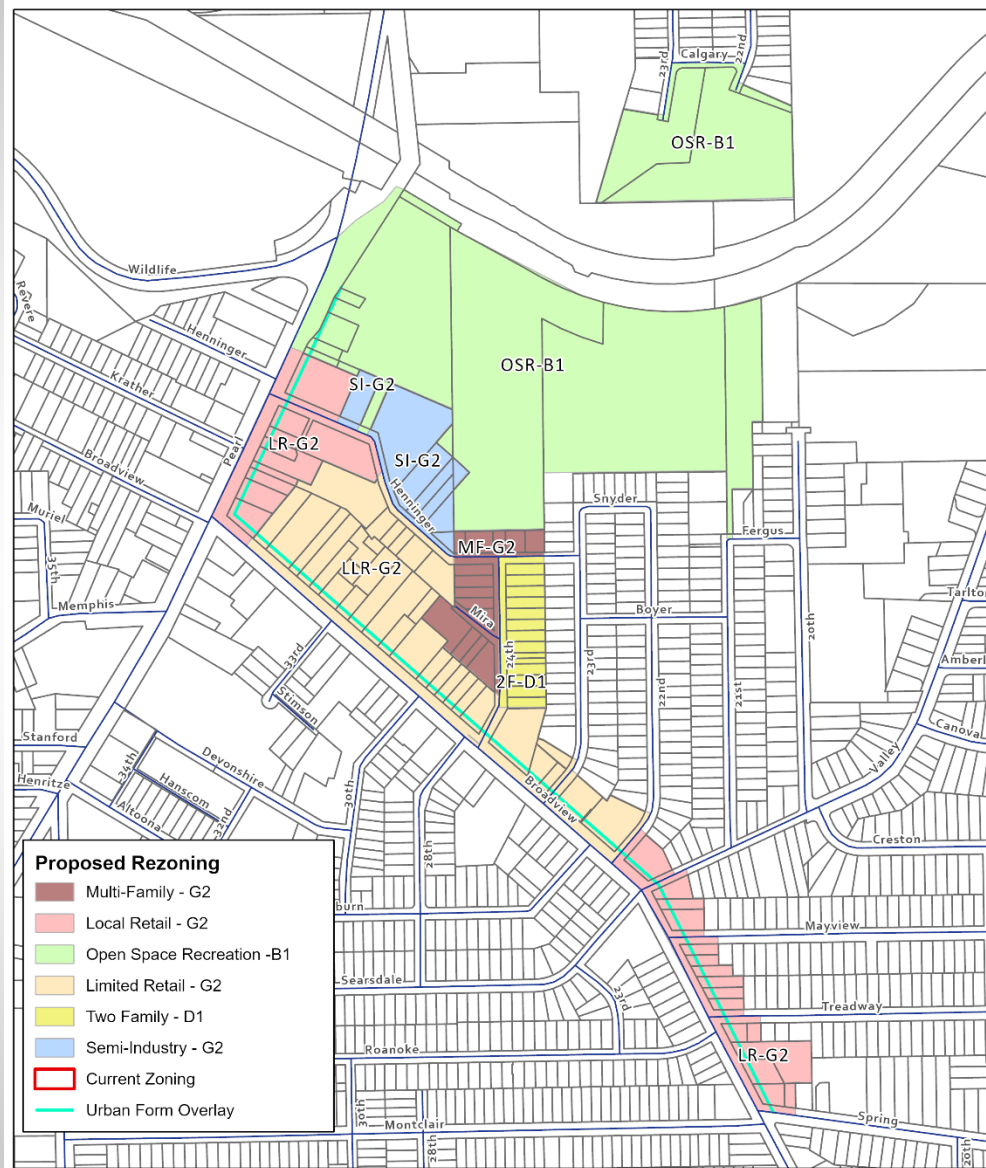 Calgary
23rd
22nd
OSR-B1
Wildlife
Revere
Henninger
OSR-B1
Krather
SI-G2
Pearl
LR-G2
Broadview
SI-G2
Henninger
Muriel
Snyder
35th
Fergus
MF-G2
LLR-G2
Tarlton
Memphis
Mira
Boyer
20th
33rd
24th
23rd
22nd
21st
Amberl
2F-D1
Stimson
Canova
Stanford
Devonshire
Valley
34th
Henritze
Hanscom
30th
Broadview
Altoona
32nd
Creston
28th
Proposed Rezoning
Multi-Family - G2
Local Retail - G2
Open Space Recreation -B1
Limited Retail - G2
Two Family - D1
Semi-Industry - G2
Current Zoning
Urban Form Overlay
burn
Mayview
Searsdale
23rd
Treadway
Roanoke
LR-G2
30th
Montclair
28th
Spring
20th